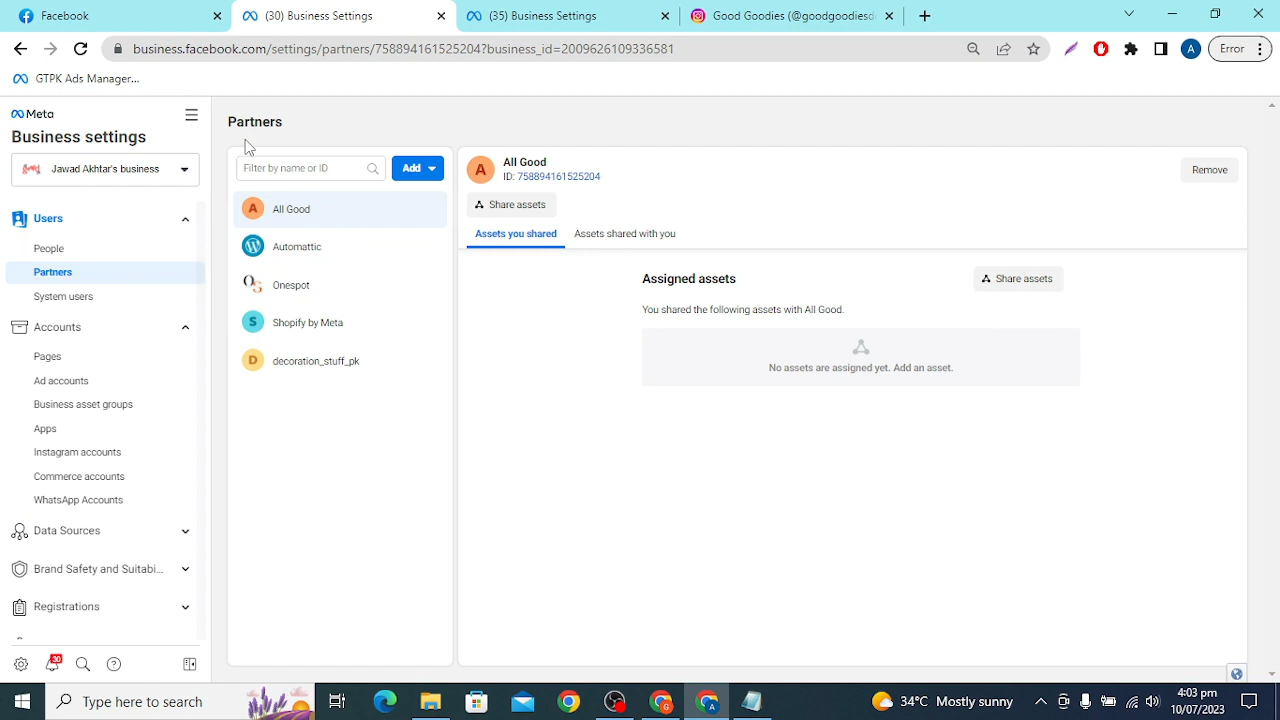 Facebook
(30) Business Settings
(35) Business Settings
Good Goodies (@goodgoodiesd
business.facebook.com/settings/partners/758894161525204?business_id=2009626109336581
A
Error
GTPK Ads Manager...
Meta
Business settings
Jawad Akhtar's business
Users
People
Partners
System users
Accounts
Pages
Ad accounts
Business asset groups
Apps
Instagram accounts
Commerce accounts
WhatsApp Accounts
Data Sources
Brand Safety and Suitabi...
Registrations
30
Partners
Filter by name or ID
Add
A All Good
Automattic
OG Onespot
S Shopify by Meta
D decoration_stuff_pk
A
All Good
ID: 758894161525204
Remove
Share assets
Assets you shared Assets shared with you
Assigned assets
Share assets
You shared the following assets with All Good.
No assets are assigned yet. Add an asset.
Type here to search
G
A
34°C Mostly sunny
4:03 pm
10/07/2023